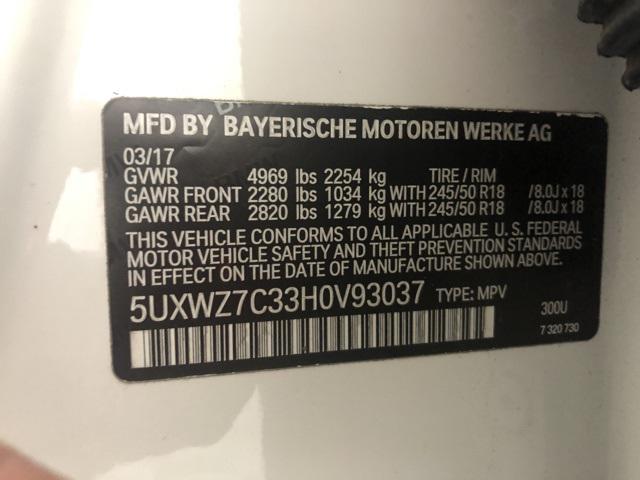 MFD BY BAYERISCHE MOTOREN WERKE AG
03/17
GVWR 4969 lbs 2254 kg TIRE / RIM
GAWR FRONT 2280 lbs 1034 kg WITH 245/50 R18 /8.0J x 18
GAWR REAR 2820 lbs 1279 kg WITH 245/50 R18 /8.0J x 18
THIS VEHICLE CONFORMS TO ALL APPLICABLE U. S. FEDERAL
MOTOR VEHICLE SAFETY AND THEFT PREVENTION STANDARDS
IN EFFECT ON THE DATE OF MANUFACTURE SHOWN ABOVE.
5UXWZ7C33H0V93037 TYPE: MPV
300U
7 320 730